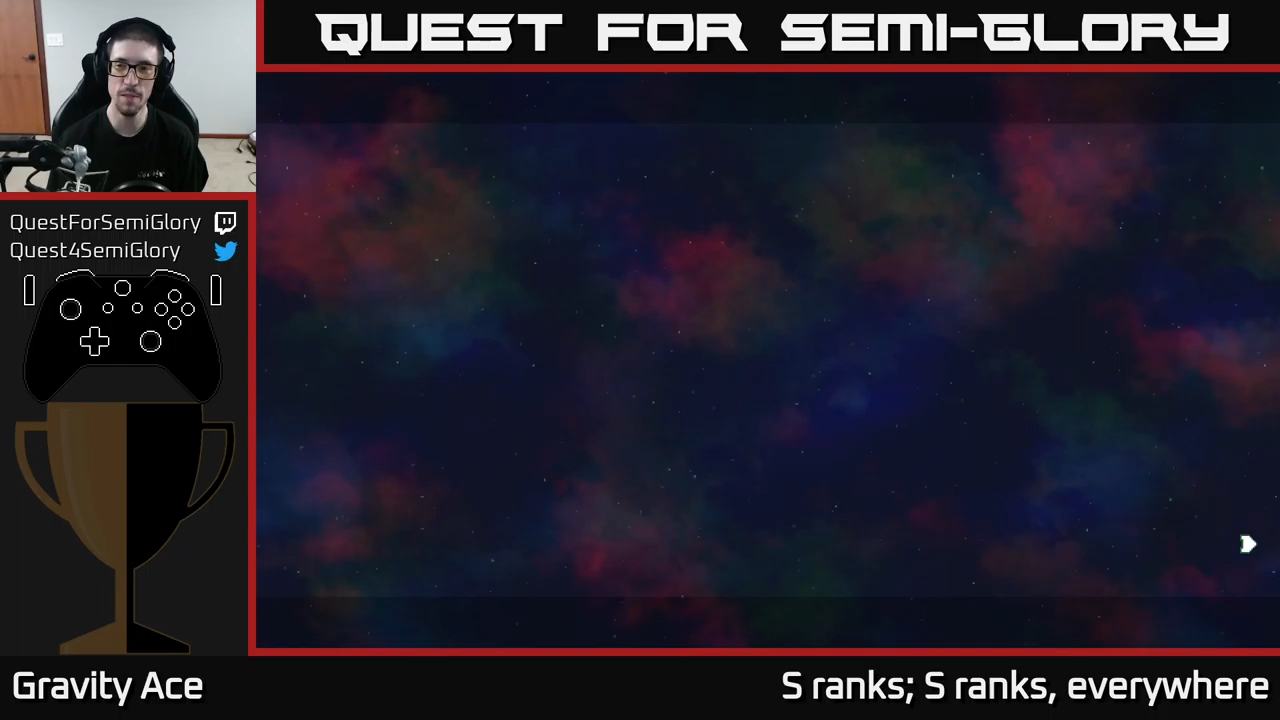 QUEST FOR SEMI-GLORY
QuestForSemiGlory
Quest4SemiGlory
Gravity Ace
S ranks; S ranks, everywhere